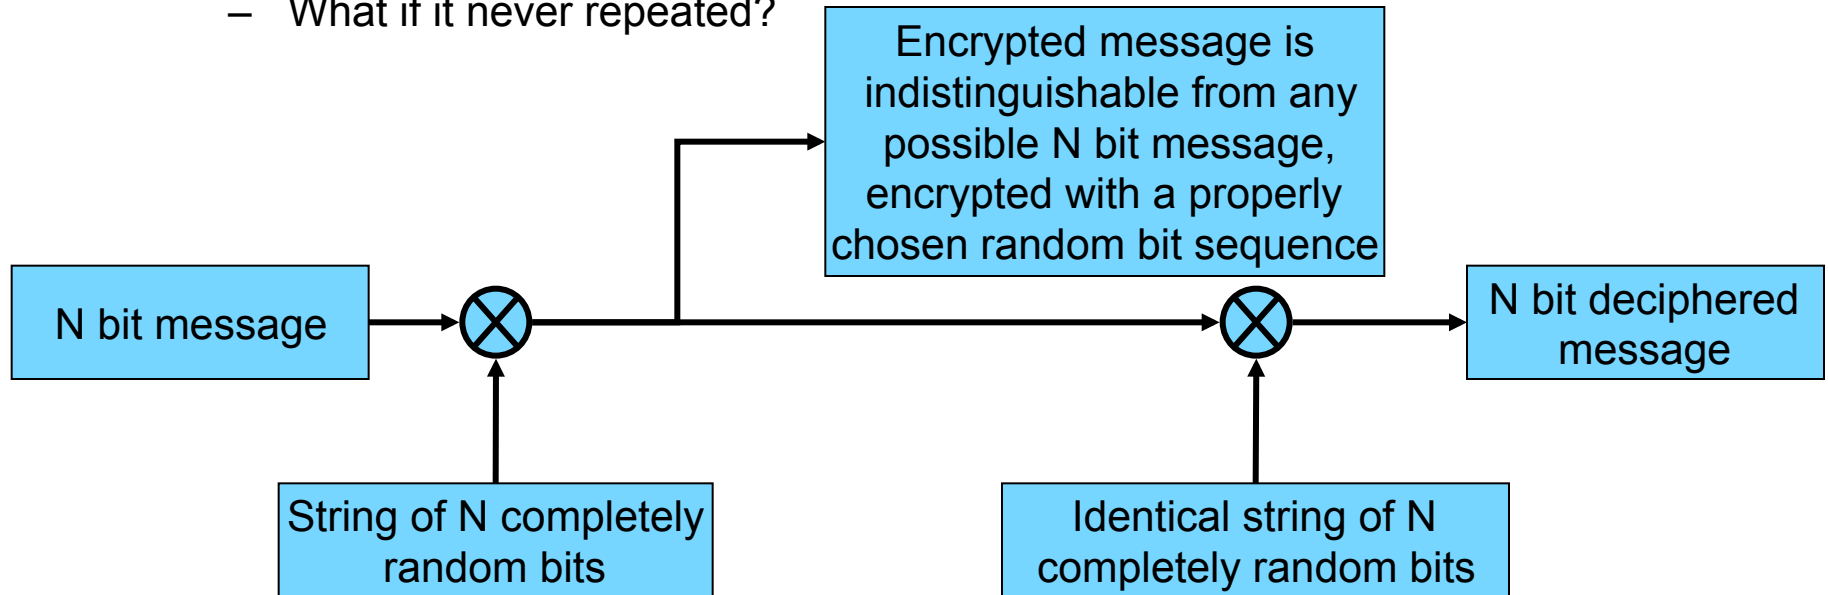 – What if it never repeated?
Encrypted message is
indistinguishable from any
possible N bit message,
encrypted with a properly
chosen random bit sequence
N bit message
N bit deciphered
message
String of N completely
random bits
Identical string of N
completely random bits